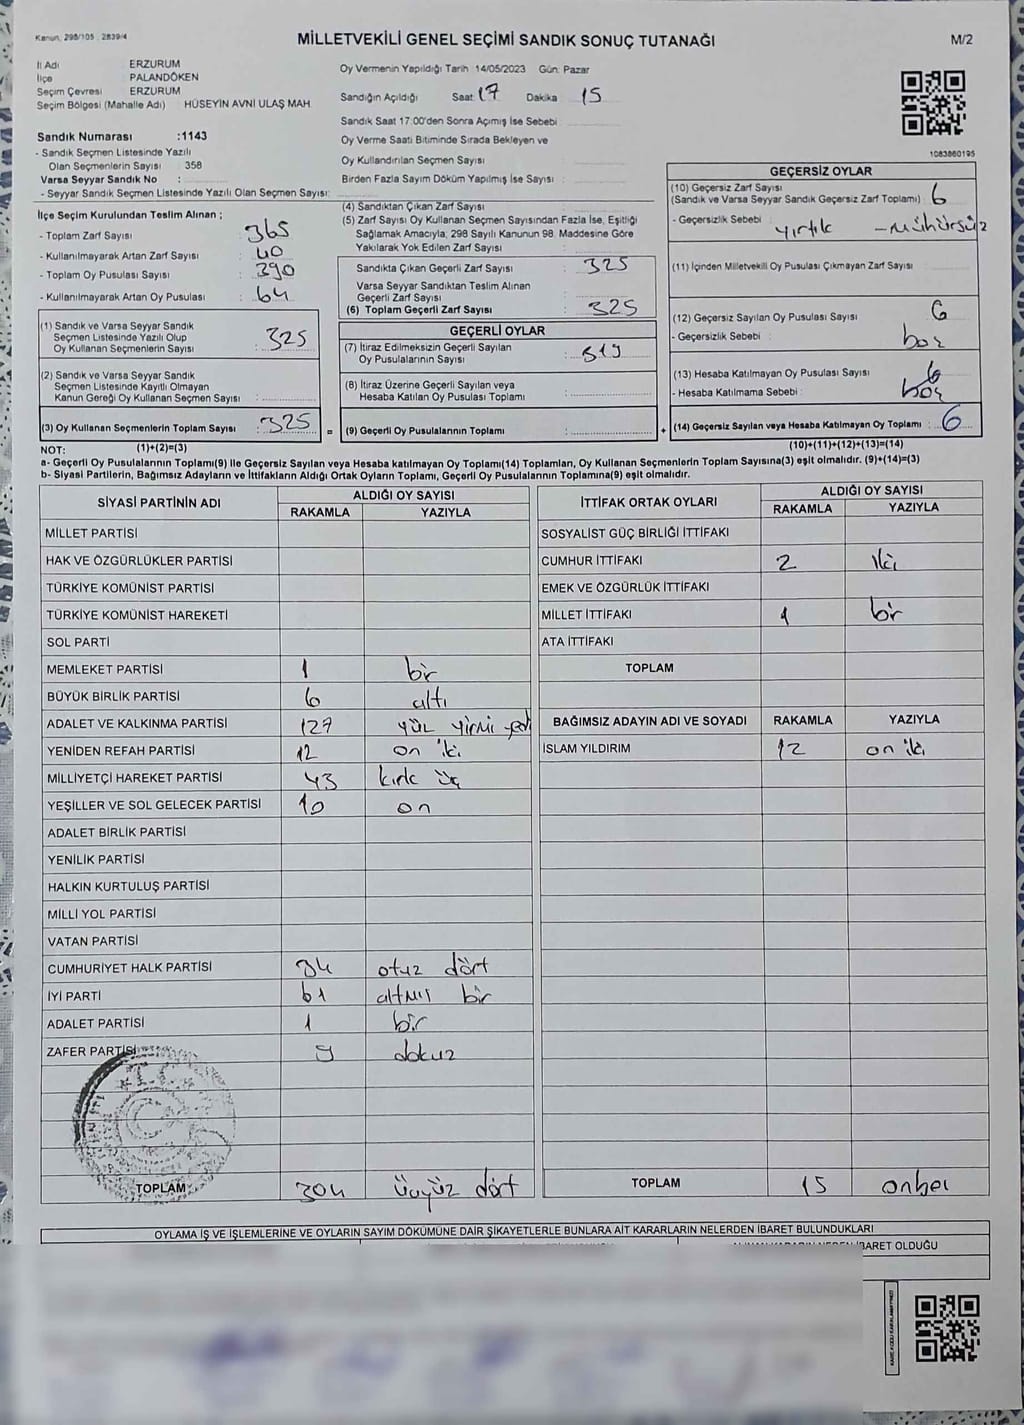 Kanun, 298/105 , 2839/4
MİLLETVEKİLİ GENEL SEÇİMİ SANDIK SONUÇ TUTANAĞI
M/2
İl Adı ERZURUM
İlçe PALANDÖKEN
Seçim Çevresi ERZURUM
Seçim Bölgesi (Mahalle Adı) HÜSEYİN AVNİ ULAŞ MAH.
Sandık Numarası :1143
- Sandık Seçmen Listesinde Yazılı
Olan Seçmenlerin Sayısı 358
Varsa Seyyar Sandık No :
- Seyyar Sandık Seçmen Listesinde Yazılı Olan Seçmen Sayısı:
Oy Vermenin Yapıldığı Tarih 14/05/2023 Gün. Pazar
Sandığın Açıldığı Saat 17 Dakika 15
Sandık Saat 17.00'den Sonra Açımış İse Sebebi
Oy Verme Saati Bitiminde Sırada Bekleyen ve
Oy Kullandırılan Seçmen Sayısı
Birden Fazla Sayım Döküm Yapılmış İse Sayısı
1083860195
İlçe Seçim Kurulundan Teslim Alınan ;
- Toplam Zarf Sayısı : 365
- Kullanılmayarak Artan Zarf Sayısı : 40
- Toplam Oy Pusulası Sayısı : 390
- Kullanılmayarak Artan Oy Pusulası : 64
(1) Sandık ve Varsa Seyyar Sandık
Seçmen Listesinde Yazılı Olup
Oy Kullanan Seçmenlerin Sayısı : 325
(2) Sandık ve Varsa Seyyar Sandık
Seçmen Listesinde Kayıtlı Olmayan
Kanun Gereği Oy Kullanan Seçmen Sayısı :
(3) Oy Kullanan Seçmenlerin Toplam Sayısı : 325 =
(4) Sandıktan Çıkan Zarf Sayısı
(5) Zarf Sayısı Oy Kullanan Seçmen Sayısından Fazla İse, Eşitliği
Sağlamak Amacıyla; 298 Sayılı Kanunun 98. Maddesine Göre
Yakılarak Yok Edilen Zarf Sayısı
Sandıkta Çıkan Geçerli Zarf Sayısı : 325
Varsa Seyyar Sandıktan Teslim Alınan
Geçerli Zarf Sayısı
(6) Toplam Geçerli Zarf Sayısı : 325
GEÇERLİ OYLAR
(7) İtiraz Edilmeksizin Geçerli Sayılan
Oy Pusulalarının Sayısı : 319
(8) İtiraz Üzerine Geçerli Sayılan veya
Hesaba Katılan Oy Pusulası Toplamı :
(9) Geçerli Oy Pusulalarının Toplamı : +
GEÇERSİZ OYLAR
(10) Geçersiz Zarf Sayısı
(Sandık ve Varsa Seyyar Sandık Geçersiz Zarf Toplamı) : 6
- Geçersizlik Sebebi : yırtık - mühürsüz
(11) İçinden Milletvekili Oy Pusulası Çıkmayan Zarf Sayısı
(12) Geçersiz Sayılan Oy Pusulası Sayısı : 6
- Geçersizlik Sebebi :
(13) Hesaba Katılmayan Oy Pusulası Sayısı
- Hesaba Katılmama Sebebi :
(14) Geçersiz Sayılan veya Hesaba Katılmayan Oy Toplamı : 6
NOT: (1)+(2)=(3) (10)+(11)+(12)+(13)=(14)
a- Geçerli Oy Pusulalarının Toplamı(9) İle Geçersiz Sayılan veya Hesaba katılmayan Oy Toplamı(14) Toplamları, Oy Kullanan Seçmenlerin Toplam Sayısına(3) eşit olmalıdır. (9)+(14)=(3)
b- Siyasi Partilerin, Bağımsız Adayların ve İttifakların Aldığı Ortak Oyların Toplamı, Geçerli Oy Pusulalarının Toplamına(9) eşit olmalıdır.
SİYASİ PARTİNİN ADI ALDIĞI OY SAYISI
RAKAMLA YAZIYLA
MİLLET PARTİSİ
HAK VE ÖZGÜRLÜKLER PARTİSİ
TÜRKİYE KOMÜNİST PARTİSİ
TÜRKİYE KOMÜNİST HAREKETİ
SOL PARTİ
MEMLEKET PARTİSİ 1 bir
BÜYÜK BİRLİK PARTİSİ 6 altı
ADALET VE KALKINMA PARTİSİ 127 yüz yirmi yedi
YENİDEN REFAH PARTİSİ 12 on iki
MİLLİYETÇİ HAREKET PARTİSİ 43 kırk üç
YEŞİLLER VE SOL GELECEK PARTİSİ 10 on
ADALET BİRLİK PARTİSİ
YENİLİK PARTİSİ
HALKIN KURTULUŞ PARTİSİ
MİLLİ YOL PARTİSİ
VATAN PARTİSİ
CUMHURİYET HALK PARTİSİ 34 otuz dört
İYİ PARTİ 61 altmış bir
ADALET PARTİSİ 1 bir
ZAFER PARTİSİ 9 dokuz
TOPLAM 304 üçyüz dört
İTTİFAK ORTAK OYLARI ALDIĞI OY SAYISI
RAKAMLA YAZIYLA
SOSYALİST GÜÇ BİRLİĞİ İTTİFAKI
CUMHUR İTTİFAKI 2 iki
EMEK VE ÖZGÜRLÜK İTTİFAKI
MİLLET İTTİFAKI 1 bir
ATA İTTİFAKI
TOPLAM
BAĞIMSIZ ADAYIN ADI VE SOYADI RAKAMLA YAZIYLA
İSLAM YILDIRIM 12 on iki
TOPLAM 15 onbeş
OYLAMA İŞ VE İŞLEMLERİNE VE OYLARIN SAYIM DÖKÜMÜNE DAİR ŞİKAYETLERLE BUNLARA AİT KARARLARIN NELERDEN İBARET BULUNDUKLARI
İBARET OLDUĞU